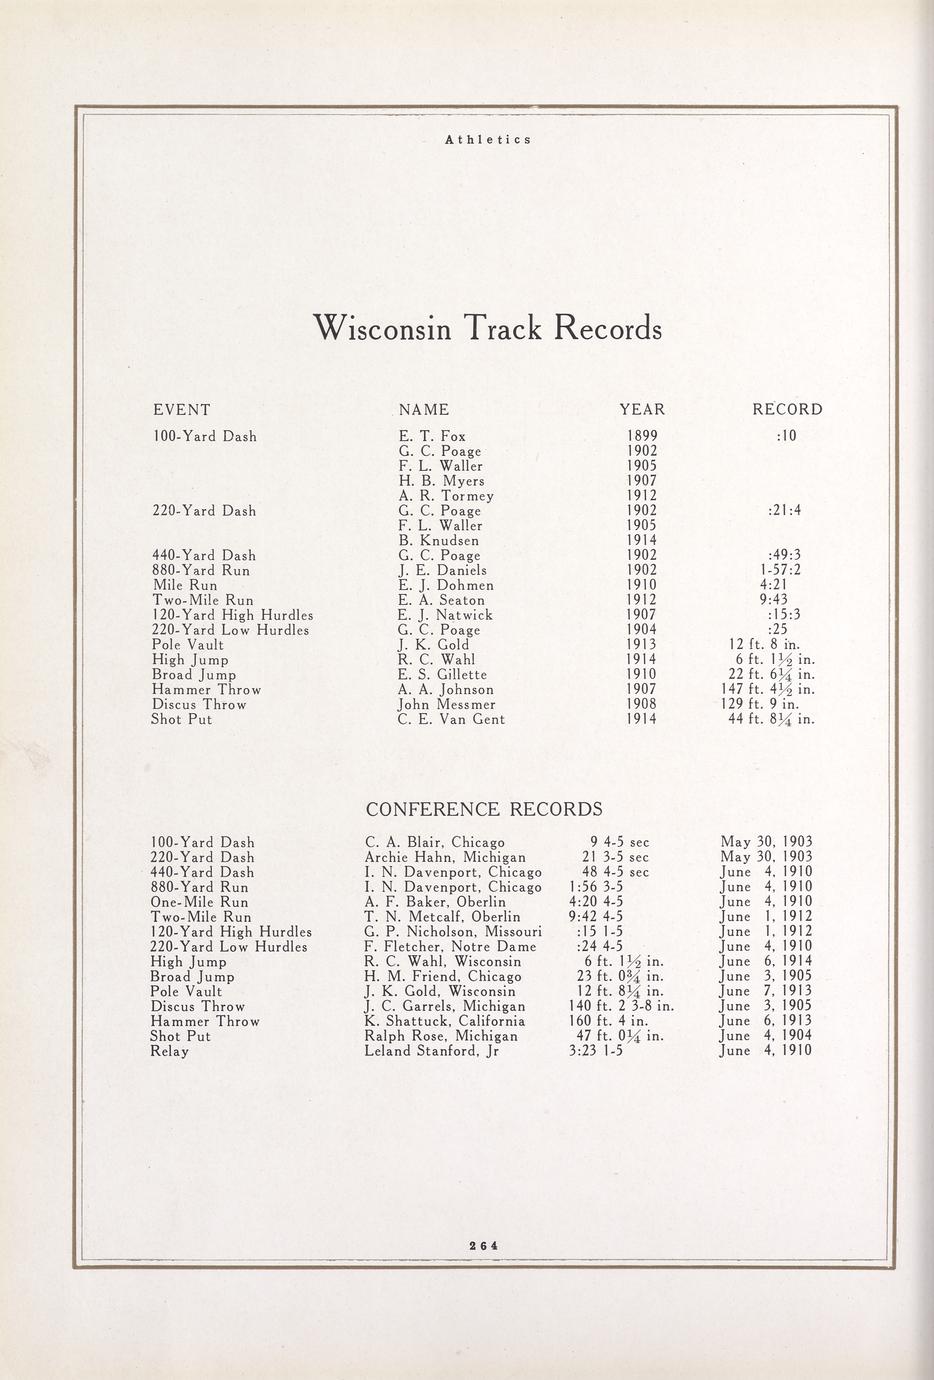 Athletics
Wisconsin Track Records
EVENT NAME YEAR RECORD
100-Yard Dash E. T. Fox 1899 :10
G. C. Poage 1902
F. L. Waller 1905
H. B. Myers 1907
A. R. Tormey 1912
220-Yard Dash G. C. Poage 1902 :21:4
F. L. Waller 1905
B. Knudsen 1914
440-Yard Dash G. C. Poage 1902 :49:3
880-Yard Run J. E. Daniels 1902 1-57:2
Mile Run E. J. Dohmen 1910 4:21
Two-Mile Run E. A. Seaton 1912 9:43
120-Yard High Hurdles E. J. Natwick 1907 :15:3
220-Yard Low Hurdles G. C. Poage 1904 :25
Pole Vault J. K. Gold 1913 12 ft. 8 in.
High Jump R. C. Wahl 1914 6 ft. 1½ in.
Broad Jump E. S. Gillette 1910 22 ft. 6¼ in.
Hammer Throw A. A. Johnson 1907 147 ft. 4½ in.
Discus Throw John Messmer 1908 129 ft. 9 in.
Shot Put C. E. Van Gent 1914 44 ft. 8¼ in.
CONFERENCE RECORDS
100-Yard Dash C. A. Blair, Chicago 9 4-5 sec May 30, 1903
220-Yard Dash Archie Hahn, Michigan 21 3-5 sec May 30, 1903
440-Yard Dash I. N. Davenport, Chicago 48 4-5 sec June 4, 1910
880-Yard Run I. N. Davenport, Chicago 1:56 3-5 June 4, 1910
One-Mile Run A. F. Baker, Oberlin 4:20 4-5 June 4, 1910
Two-Mile Run T. N. Metcalf, Oberlin 9:42 4-5 June 1, 1912
120-Yard High Hurdles G. P. Nicholson, Missouri :15 1-5 June 1, 1912
220-Yard Low Hurdles F. Fletcher, Notre Dame :24 4-5 June 4, 1910
High Jump R. C. Wahl, Wisconsin 6 ft. 1½ in. June 6, 1914
Broad Jump H. M. Friend, Chicago 23 ft. 0¾ in. June 3, 1905
Pole Vault J. K. Gold, Wisconsin 12 ft. 8¼ in. June 7, 1913
Discus Throw J. C. Garrels, Michigan 140 ft. 2 3-8 in. June 3, 1905
Hammer Throw K. Shattuck, California 160 ft. 4 in. June 6, 1913
Shot Put Ralph Rose, Michigan 47 ft. 0¼ in. June 4, 1904
Relay Leland Stanford, Jr 3:23 1-5 June 4, 1910
264